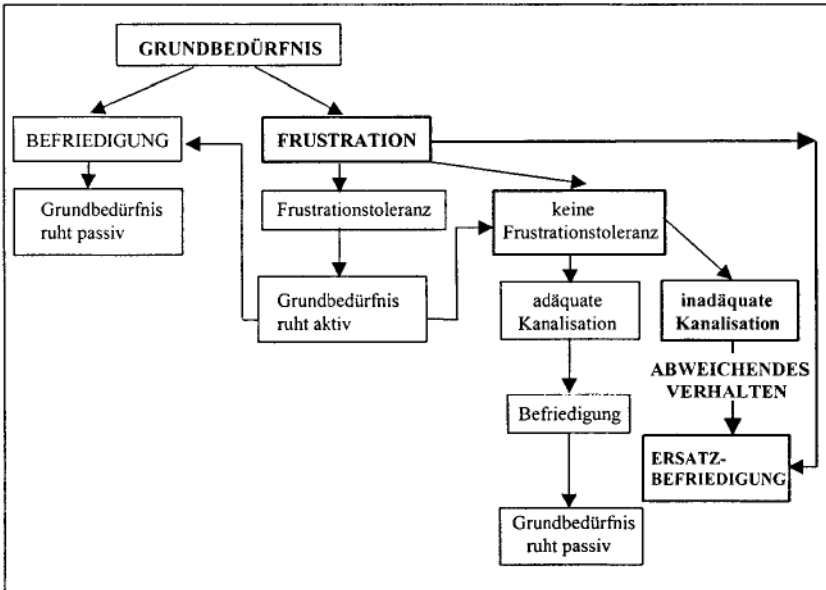 GRUNDBEDÜRFNIS
BEFRIEDIGUNG
FRUSTRATION
Grundbedürfnis
ruht passiv
Frustrationstoleranz
keine
Frustrationstoleranz
Grundbedürfnis
ruht aktiv
adäquate
Kanalisation
inadäquate
Kanalisation
ABWEICHENDES
VERHALTEN
Befriedigung
ERSATZ-
BEFRIEDIGUNG
Grundbedürfnis
ruht passiv